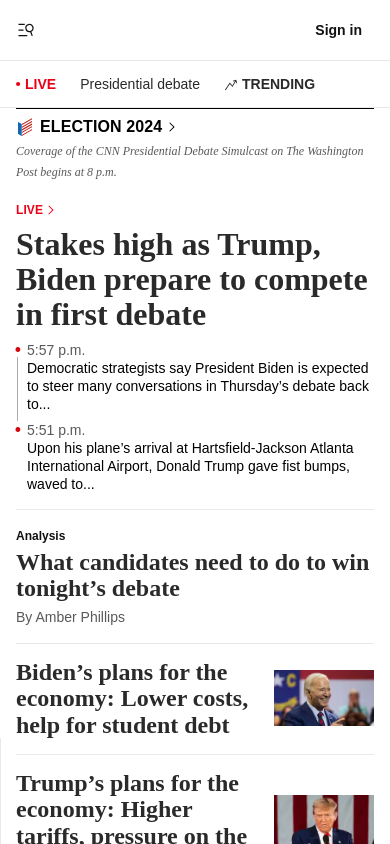 Sign in
LIVE Presidential debate TRENDING
ELECTION 2024
Coverage of the CNN Presidential Debate Simulcast on The Washington
Post begins at 8 p.m.
LIVE
Stakes high as Trump,
Biden prepare to compete
in first debate
5:57 p.m.
Democratic strategists say President Biden is expected
to steer many conversations in Thursday’s debate back
to...
5:51 p.m.
Upon his plane’s arrival at Hartsfield-Jackson Atlanta
International Airport, Donald Trump gave fist bumps,
waved to...
Analysis
What candidates need to do to win
tonight’s debate
By Amber Phillips
Biden’s plans for the
economy: Lower costs,
help for student debt
Trump’s plans for the
economy: Higher
tariffs, pressure on the